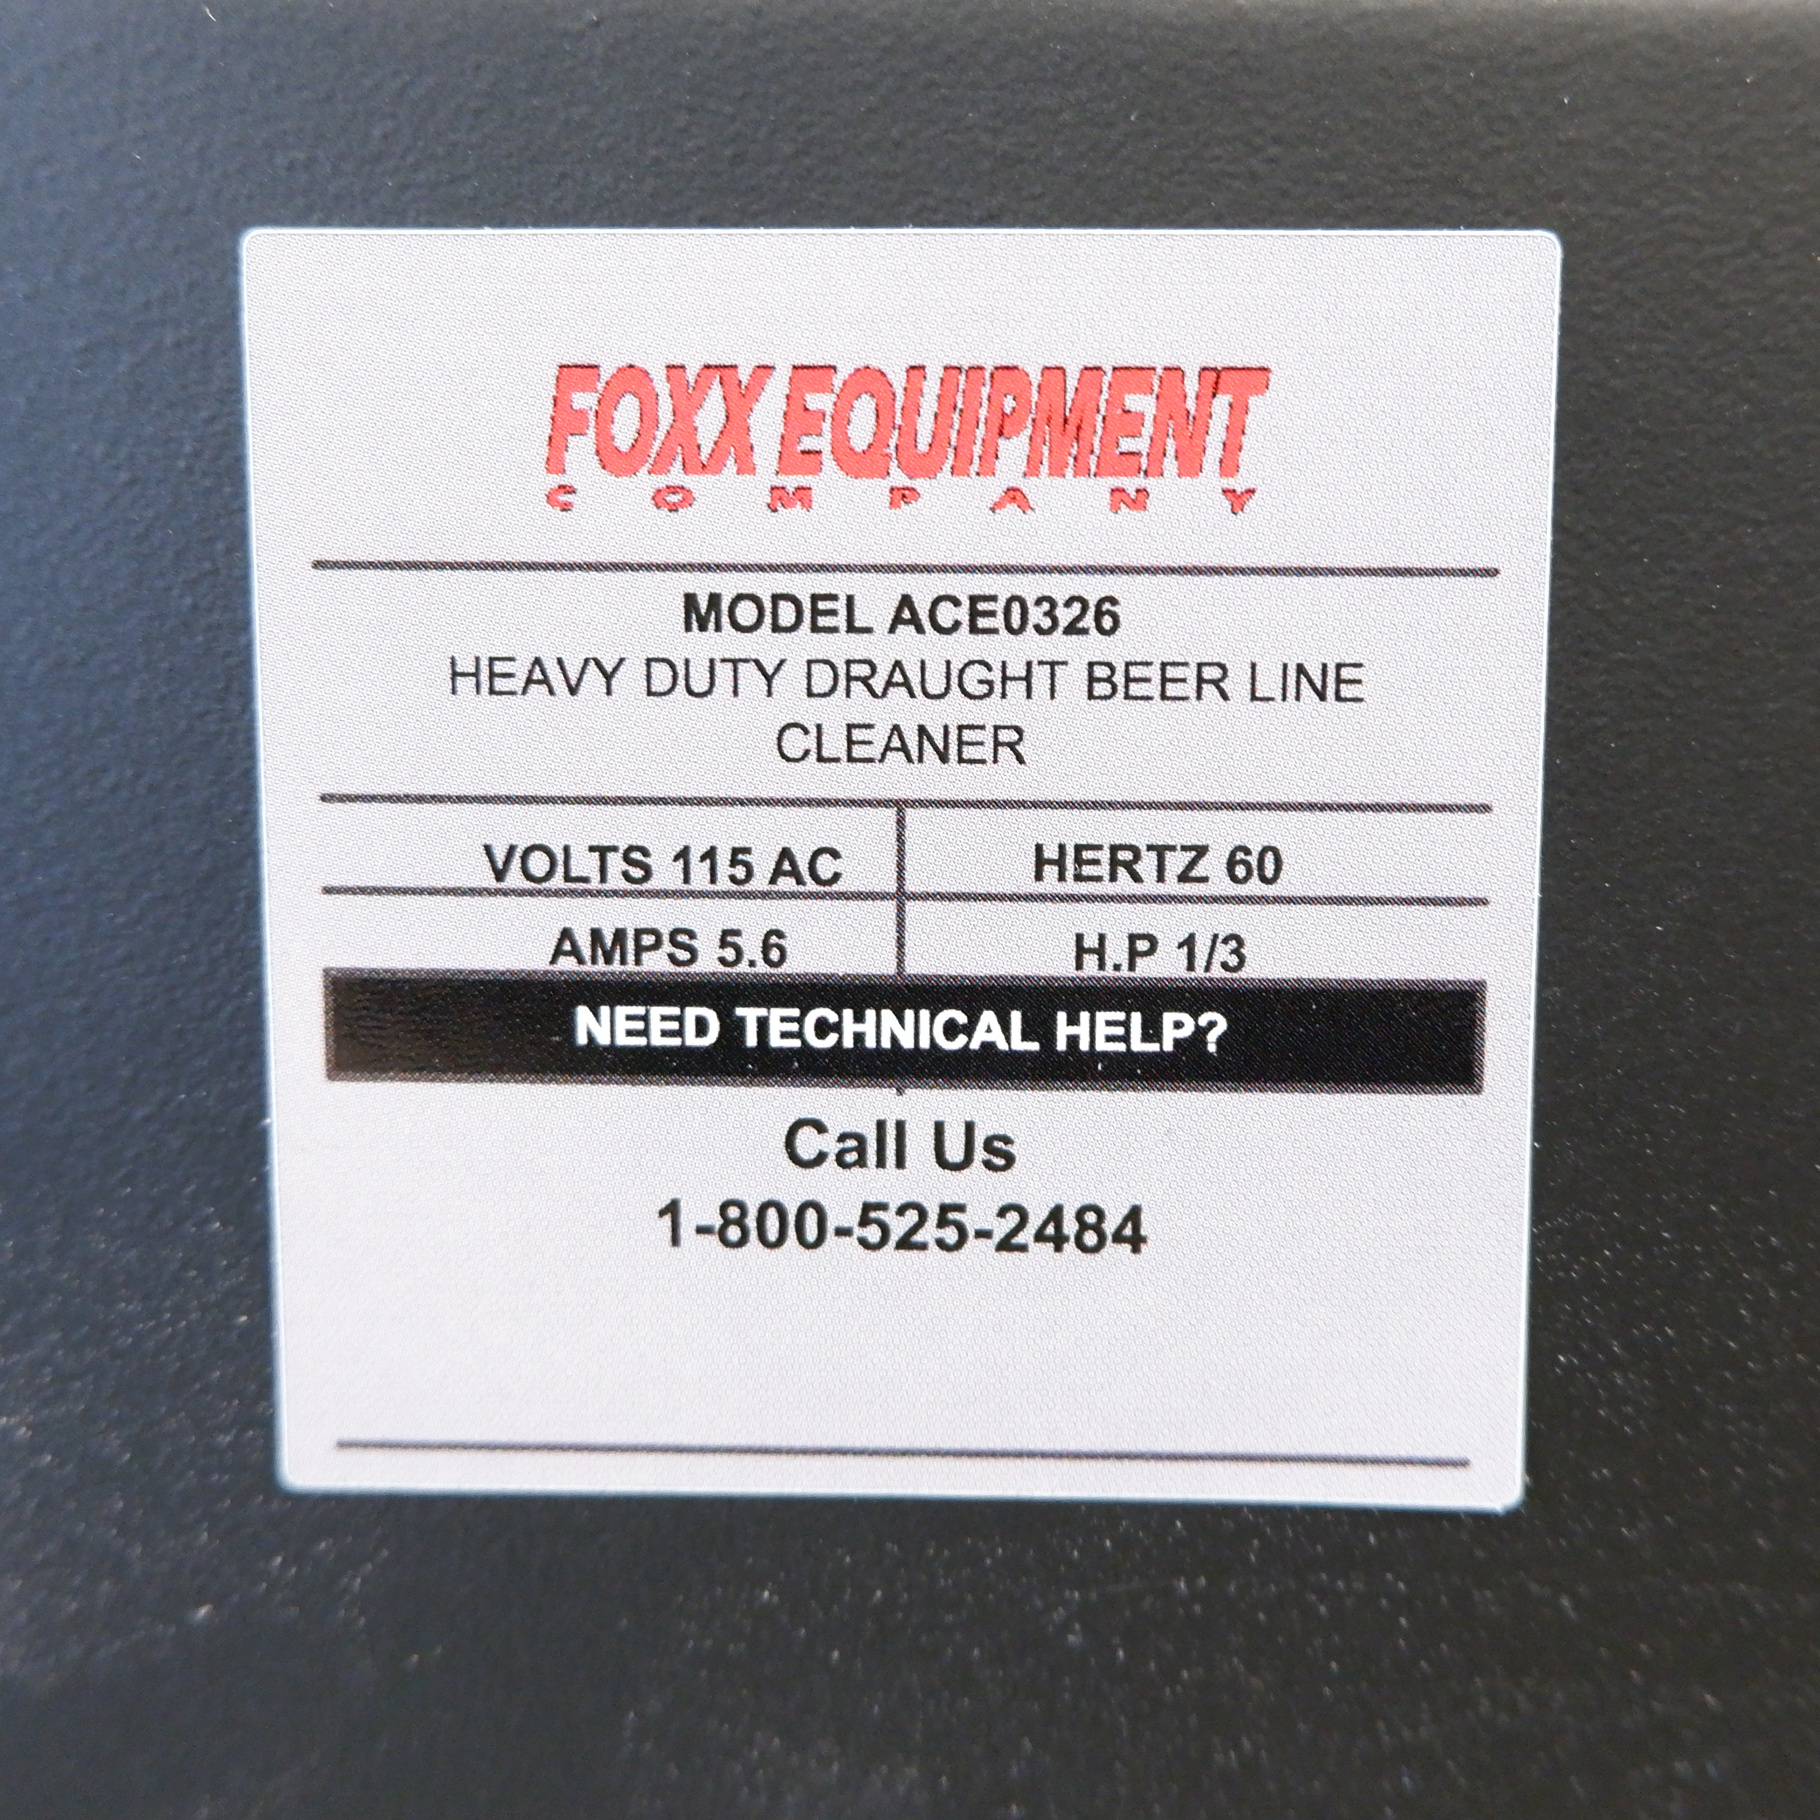 FOXX EQUIPMENT
COMPANY
MODEL ACE0326
HEAVY DUTY DRAUGHT BEER LINE
CLEANER
VOLTS 115 AC HERTZ 60
AMPS 5.6 H.P 1/3
NEED TECHNICAL HELP?
Call Us
1-800-525-2484